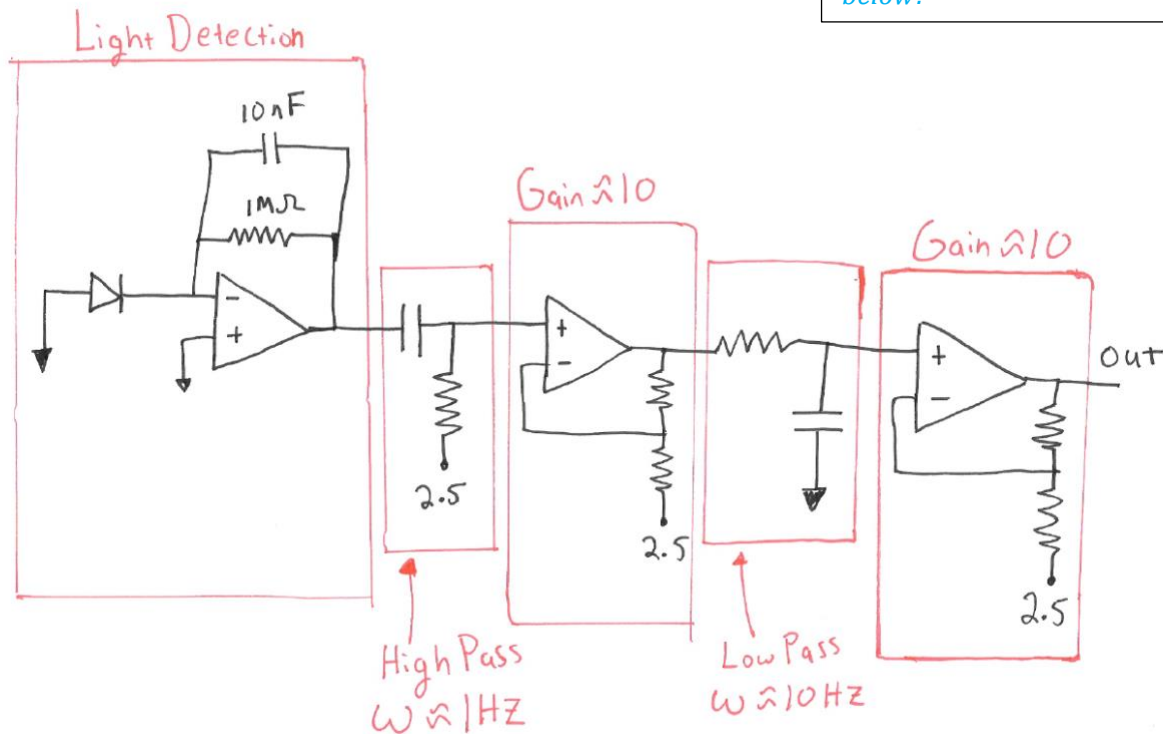 below?
Light Detection
10nF
1MΩ
-
+
Gain ≈ 10
+
-
2.5
2.5
Gain ≈ 10
+
-
out
2.5
High Pass
ω ≈ 1HZ
Low Pass
ω ≈ 10HZ